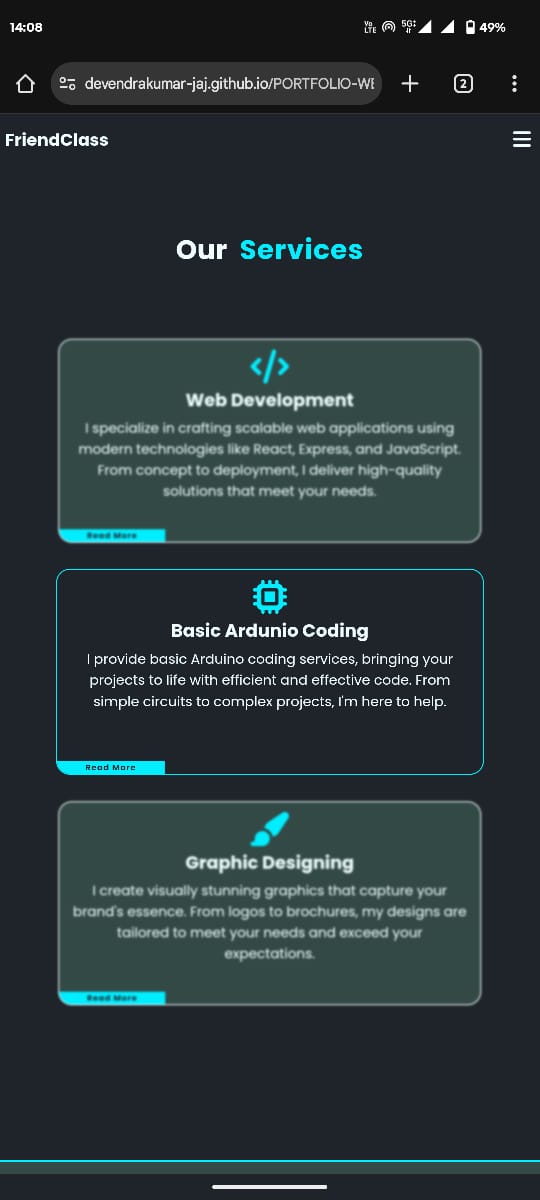 14:08
Vo LTE 5G 49%
devendrakumar-jaj.github.io/PORTFOLIO-WE
2
FriendClass
Our Services
Web Development
I specialize in crafting scalable web applications using
modern technologies like React, Express, and JavaScript.
From concept to deployment, I deliver high-quality
solutions that meet your needs.
Read More
Basic Ardunio Coding
I provide basic Arduino coding services, bringing your
projects to life with efficient and effective code. From
simple circuits to complex projects, I'm here to help.
Read More
Graphic Designing
I create visually stunning graphics that capture your
brand's essence. From logos to brochures, my designs are
tailored to meet your needs and exceed your
expectations.
Read More